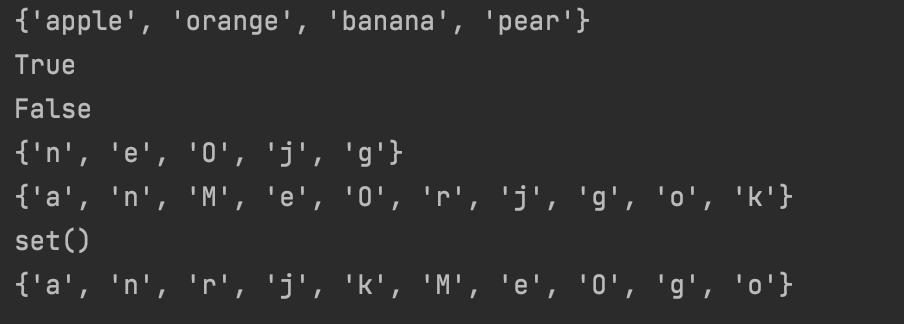 {'apple', 'orange', 'banana', 'pear'}
True
False
{'n', 'e', 'O', 'j', 'g'}
{'a', 'n', 'M', 'e', 'O', 'r', 'j', 'g', 'o', 'k'}
set()
{'a', 'n', 'r', 'j', 'k', 'M', 'e', 'O', 'g', 'o'}